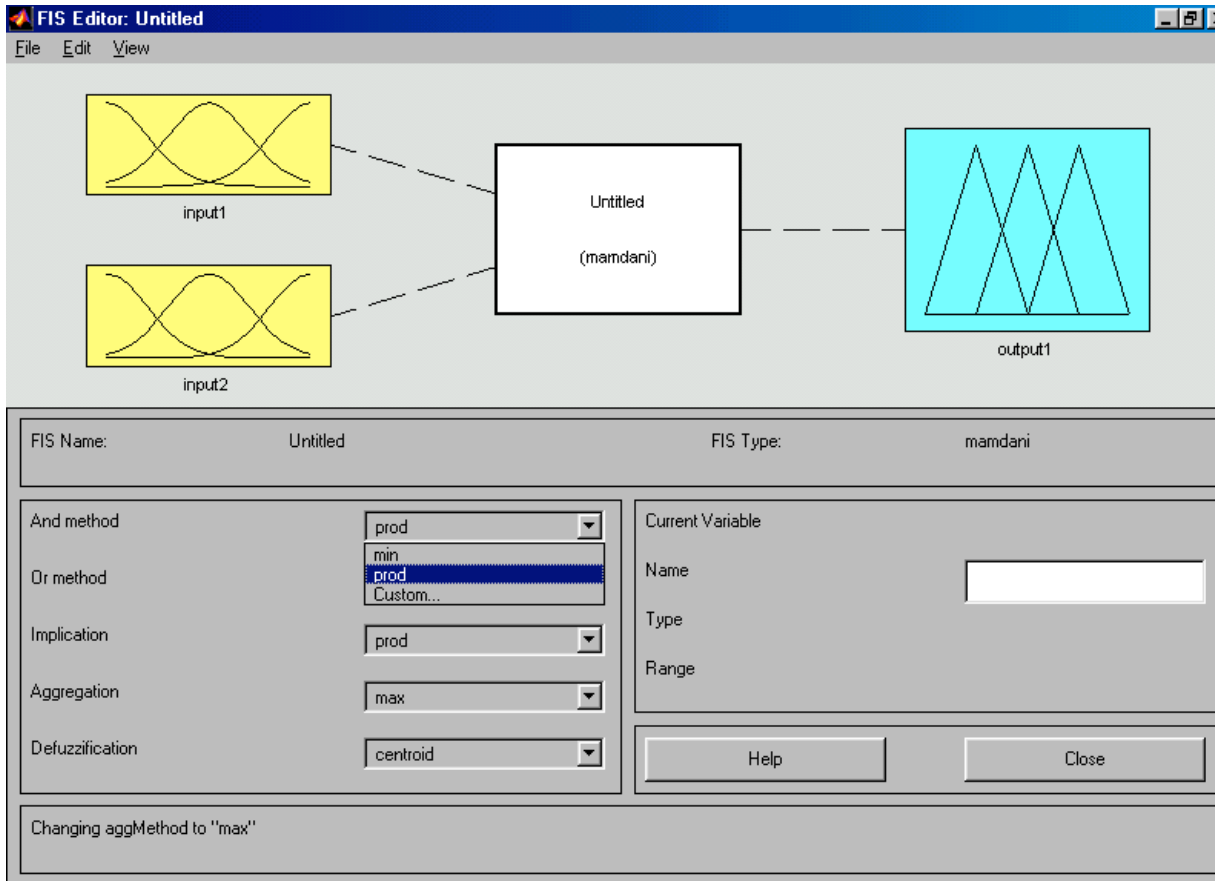 FIS Editor: Untitled
File Edit View
input1
Untitled
(mamdani)
output1
input2
FIS Name: Untitled FIS Type: mamdani
And method prod
min
prod
Custom...
Or method
Implication prod
Aggregation max
Defuzzification centroid
Current Variable
Name
Type
Range
Help Close
Changing aggMethod to "max"